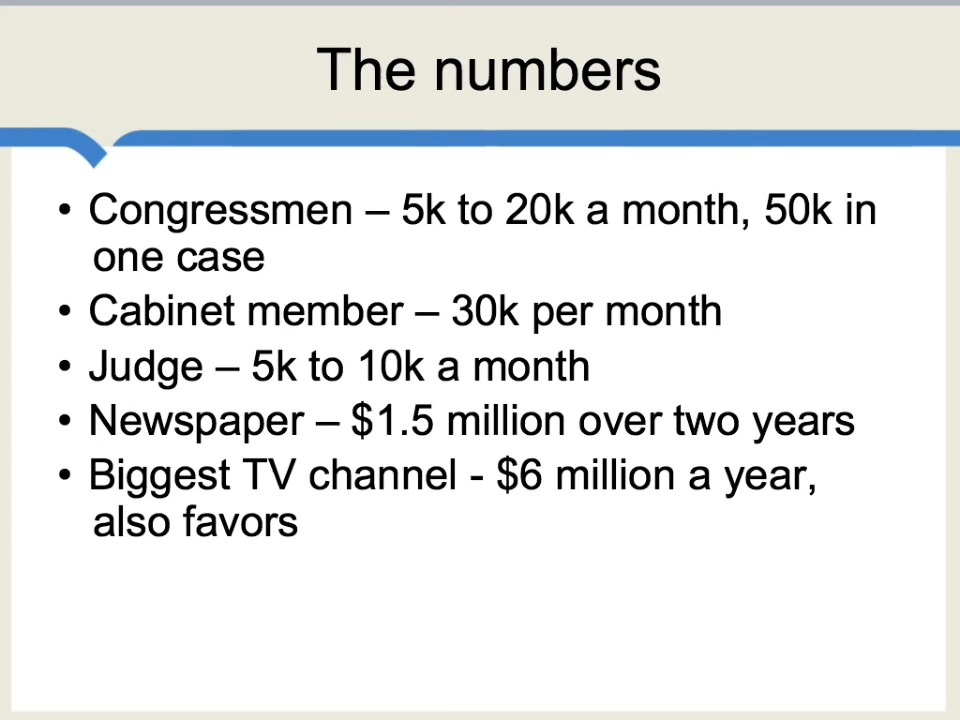 The numbers
• Congressmen – 5k to 20k a month, 50k in
one case
• Cabinet member – 30k per month
• Judge – 5k to 10k a month
• Newspaper – $1.5 million over two years
• Biggest TV channel - $6 million a year,
also favors